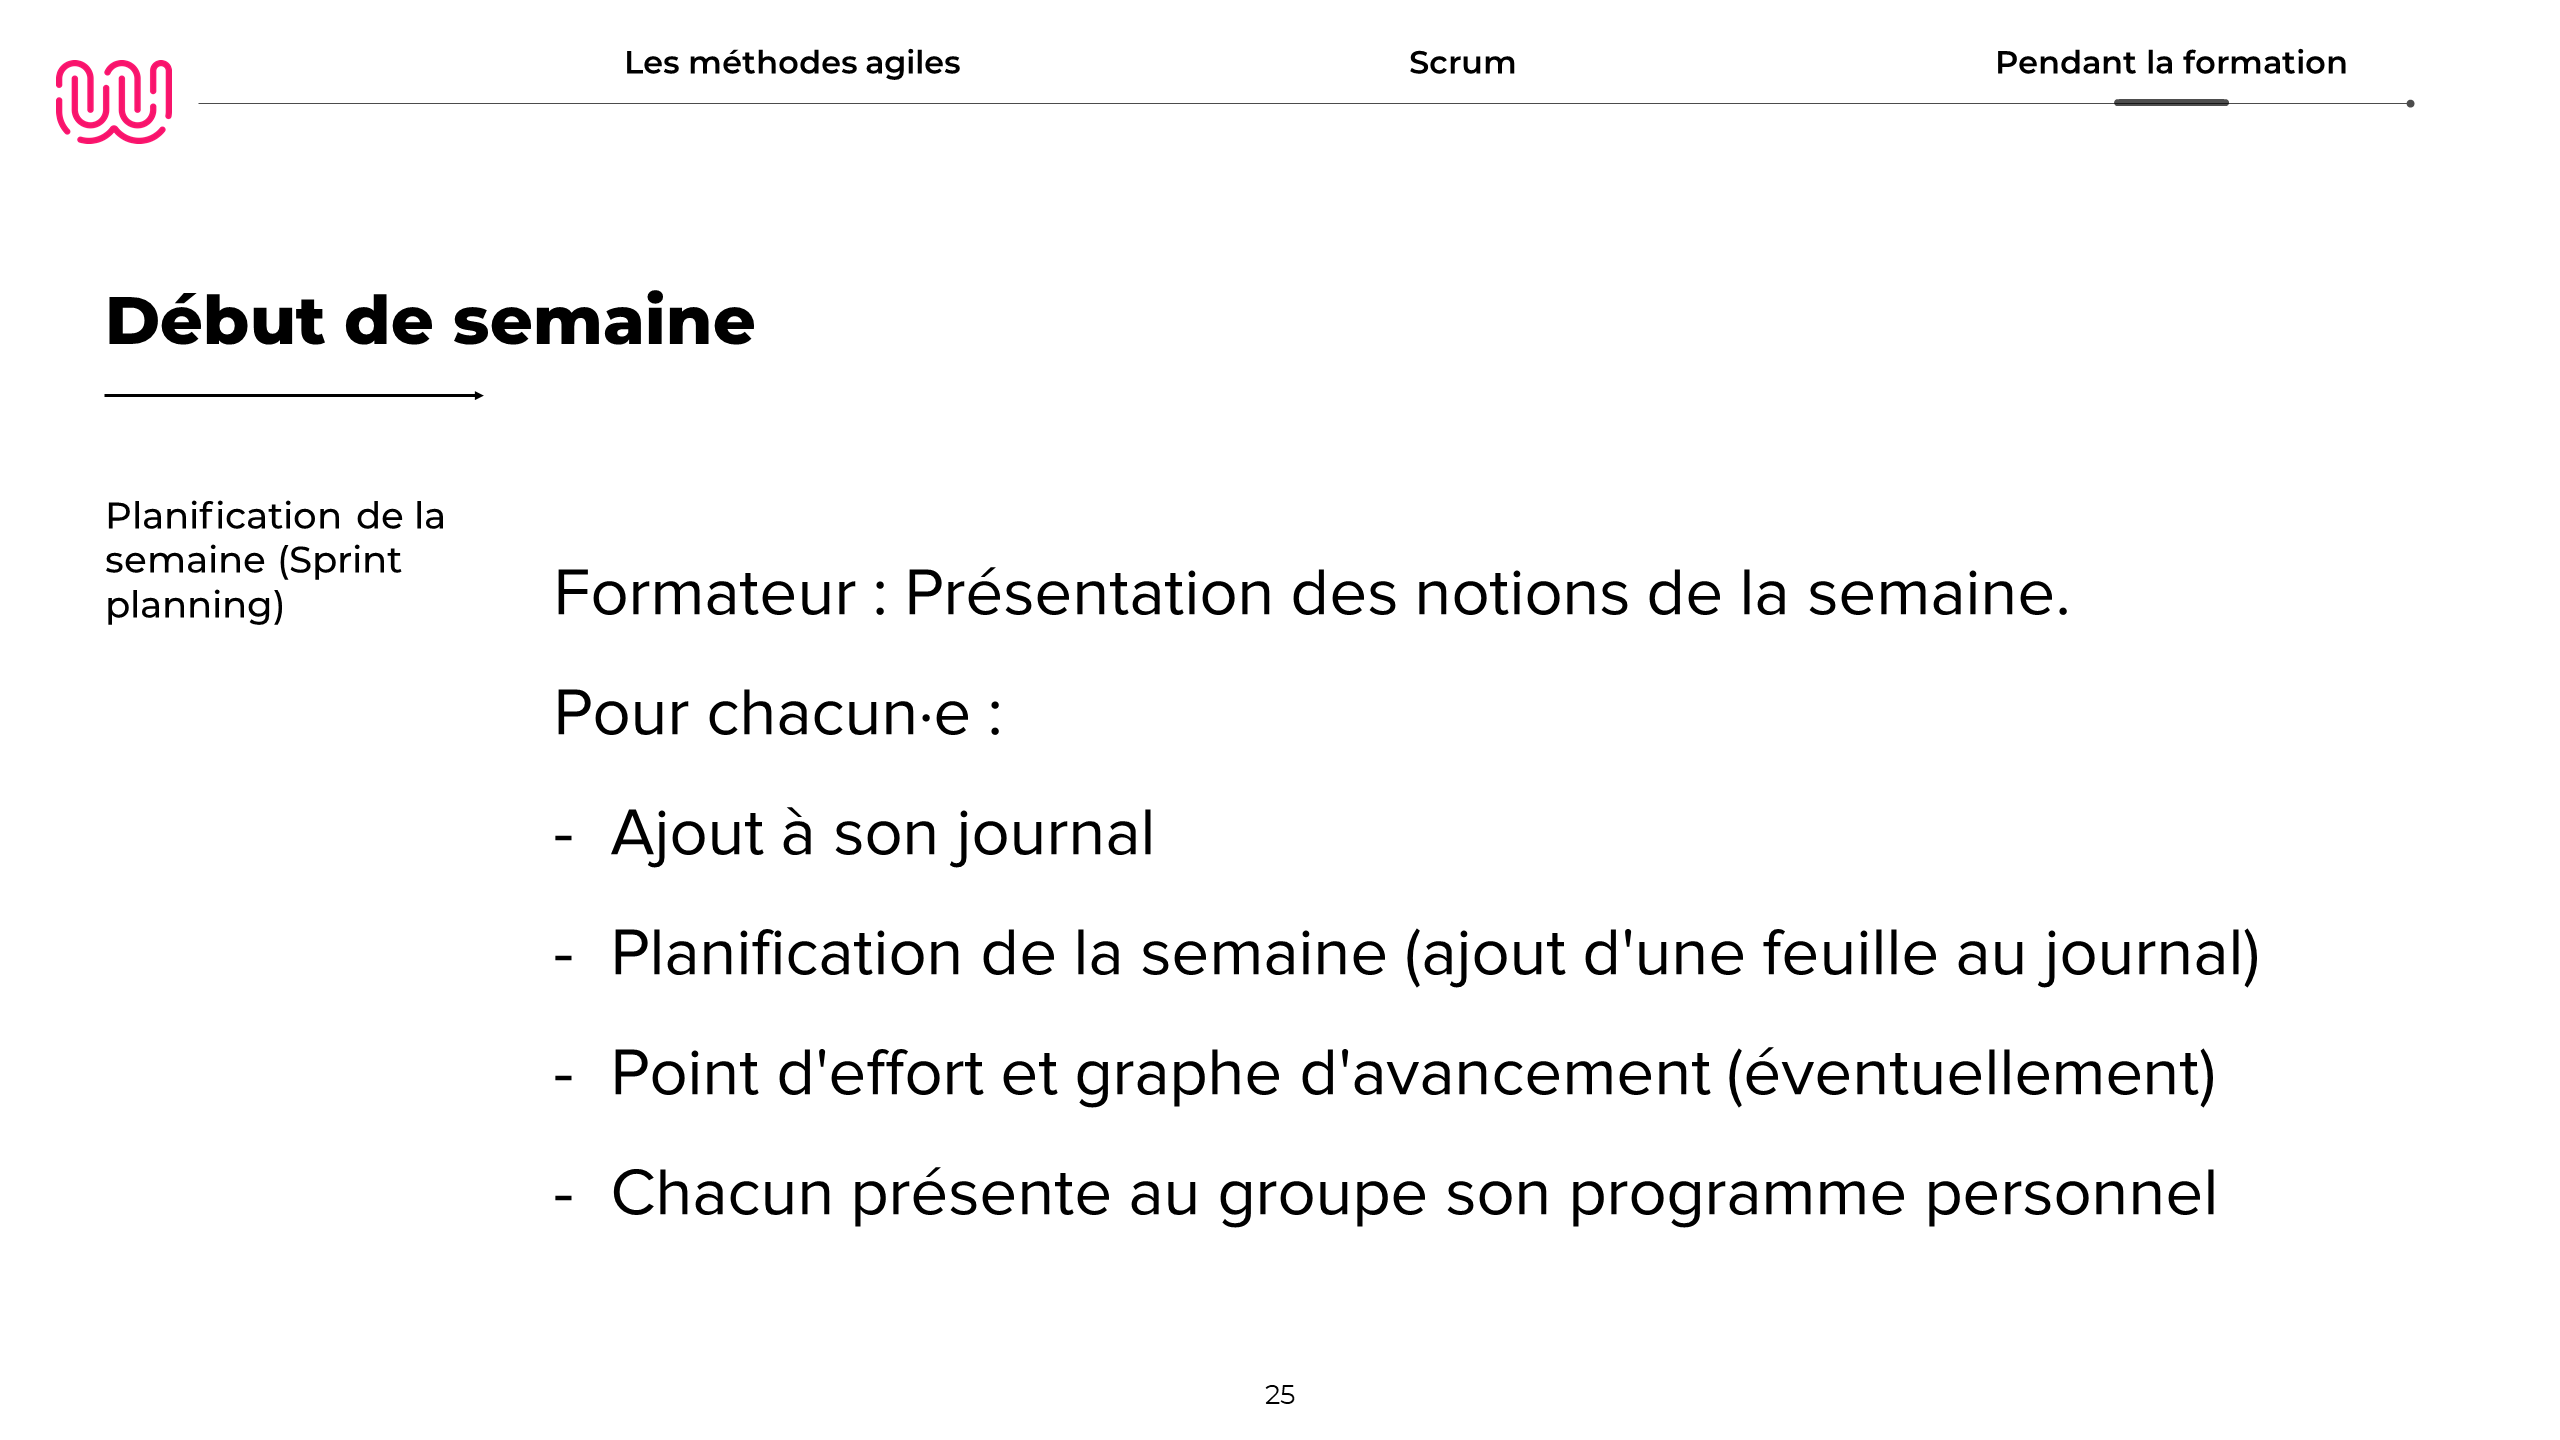 Les méthodes agiles
Scrum
Pendant la formation
Début de semaine
Planification de la
semaine (Sprint
planning)
Formateur : Présentation des notions de la semaine.
Pour chacun·e :
- Ajout à son journal
- Planification de la semaine (ajout d'une feuille au journal)
- Point d'effort et graphe d'avancement (éventuellement)
- Chacun présente au groupe son programme personnel
25